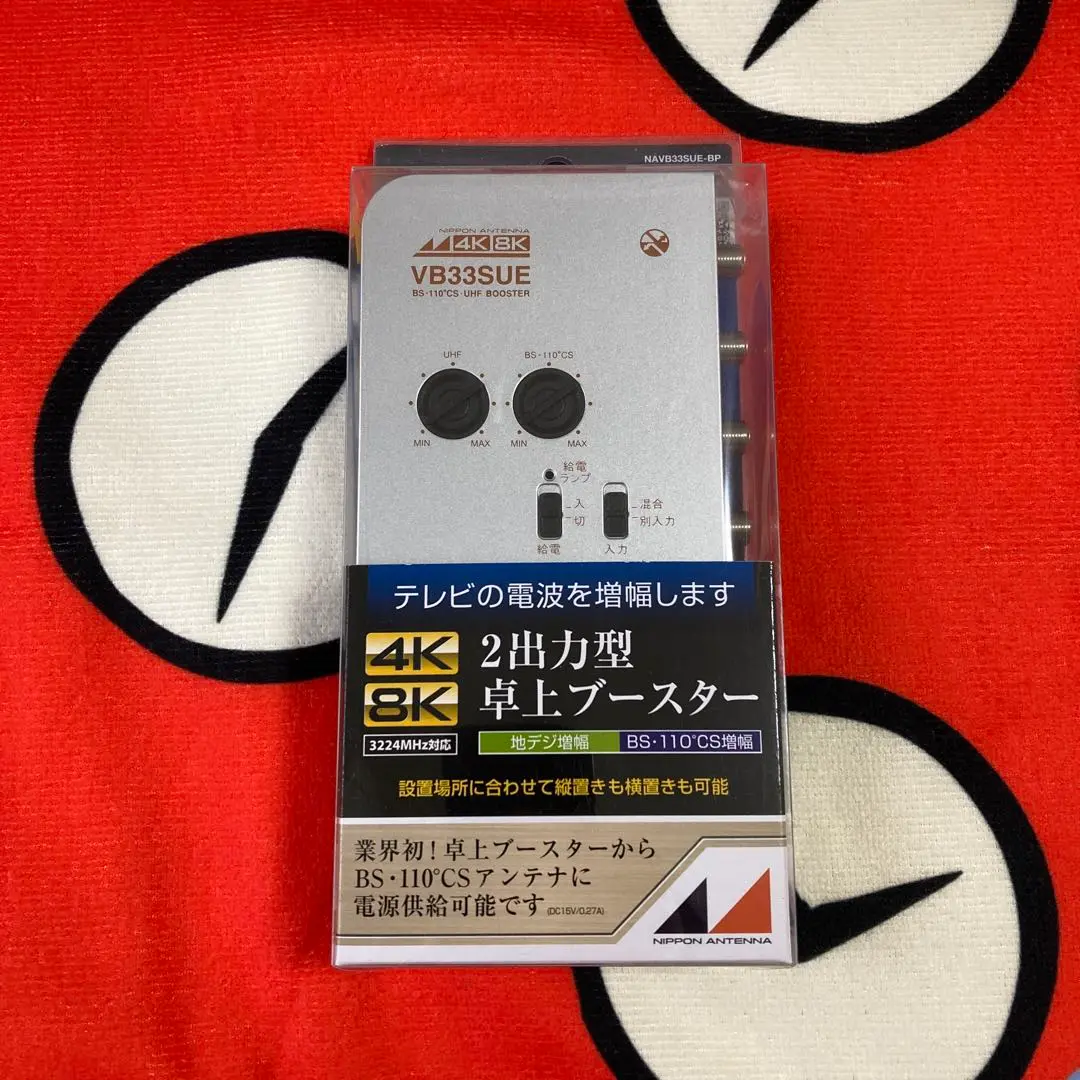 NAVB33SUE-BP
NIPPON ANTENNA
4K 8K
VB33SUE
BS・110°CS・UHF BOOSTER
UHF
BS・110°CS
MIN
MAX
MIN
MAX
給電
ランプ
入
切
給電
混合
別入力
入力
テレビの電波を増幅します
4K
8K
3224MHz対応
2出力型
卓上ブースター
地デジ増幅
BS・110°CS増幅
設置場所に合わせて縦置きも横置きも可能
業界初!卓上ブースターから
BS・110°CSアンテナに
電源供給可能です(DC15V/0.27A)
NIPPON ANTENNA